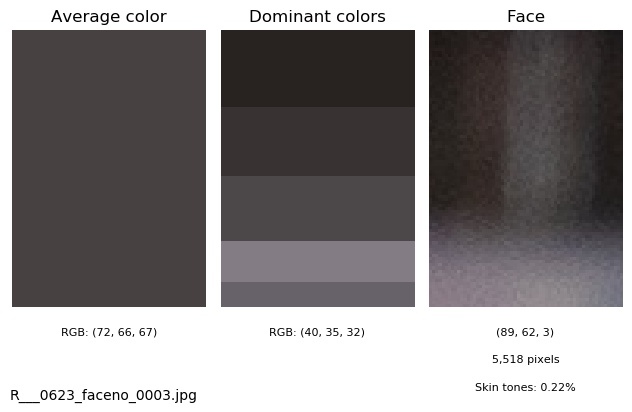 Average color
Dominant colors
Face
RGB: (72, 66, 67)
RGB: (40, 35, 32)
(89, 62, 3)
5,518 pixels
Skin tones: 0.22%
R___0623_faceno_0003.jpg